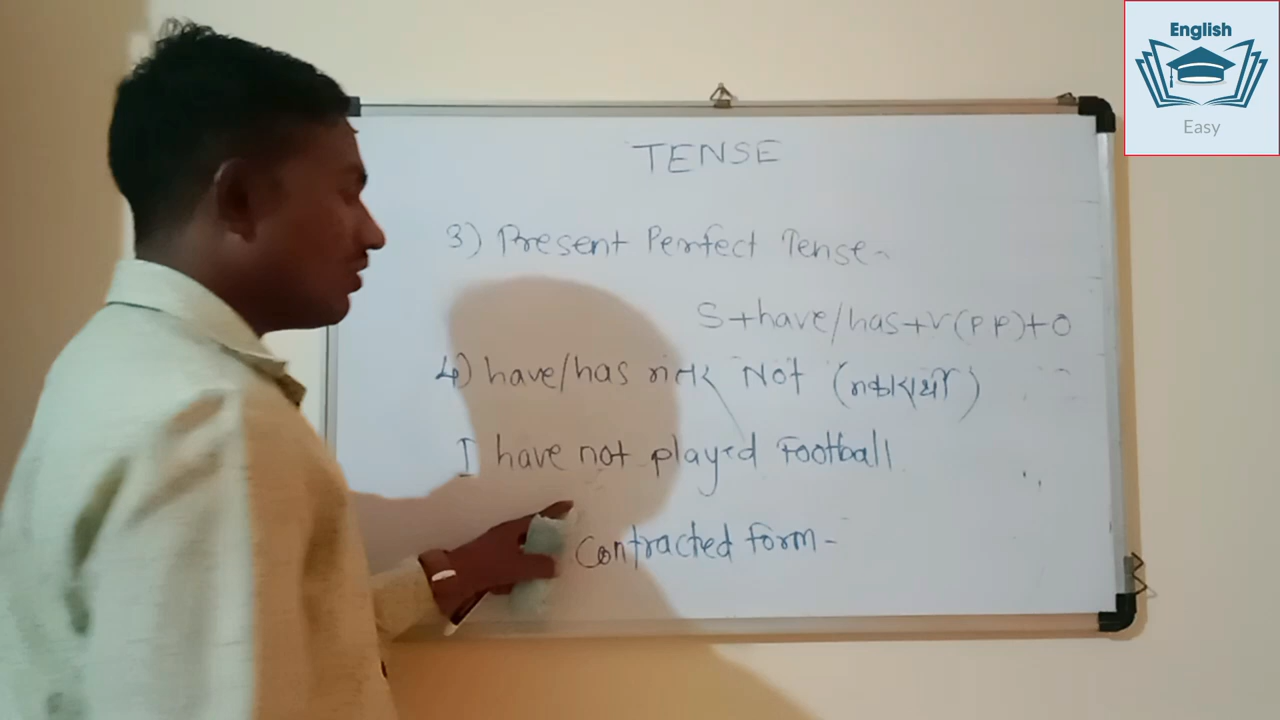 English
Easy
TENSE
3) Present Perfect Tense-
S+have/has+V(PP)+O
4) have/has नंतर Not (नकारार्थी)
I have not played Football
Contracted form-